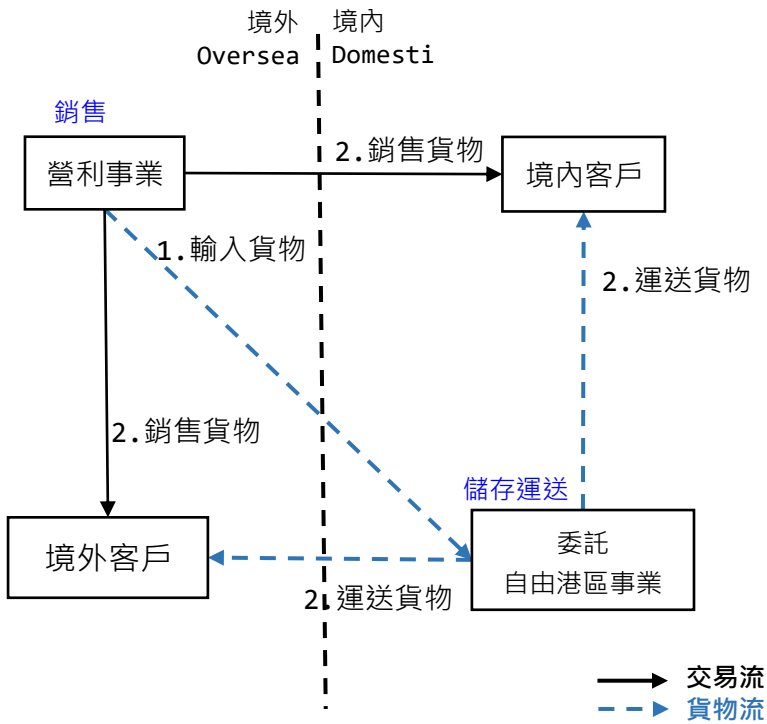 境外 境內
Oversea Domesti
銷售
營利事業
2.銷售貨物
境內客戶
1.輸入貨物
2.運送貨物
2.銷售貨物
儲存運送
境外客戶
委託
自由港區事業
2.運送貨物
交易流
貨物流